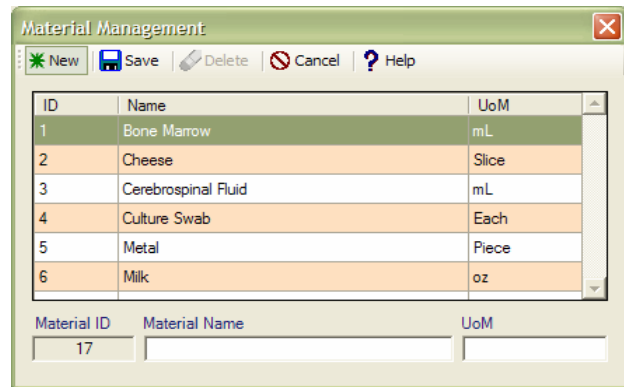 Material Management
New Save Delete Cancel ? Help
ID Name UoM
1 Bone Marrow mL
2 Cheese Slice
3 Cerebrospinal Fluid mL
4 Culture Swab Each
5 Metal Piece
6 Milk oz
Material ID Material Name UoM
17